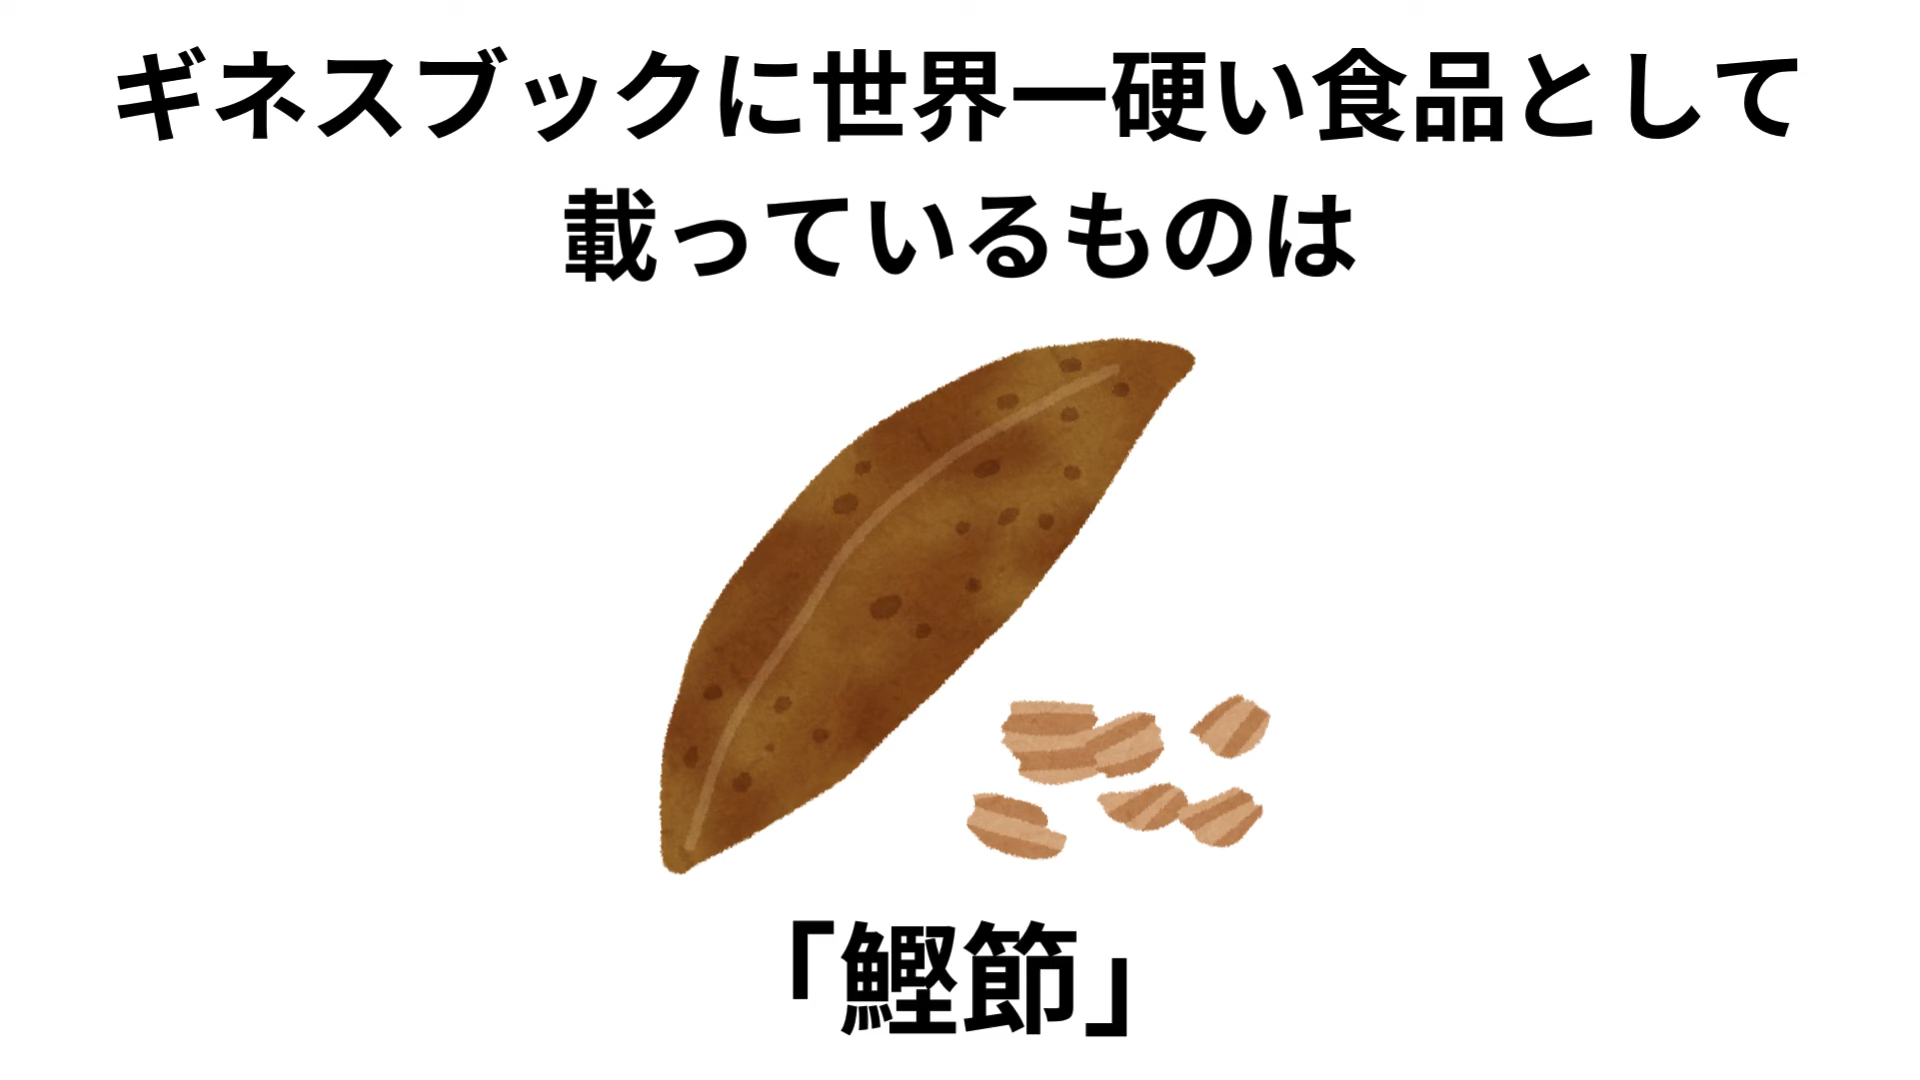 ギネスブックに世界一硬い食品として
載っているものは
「鰹節」